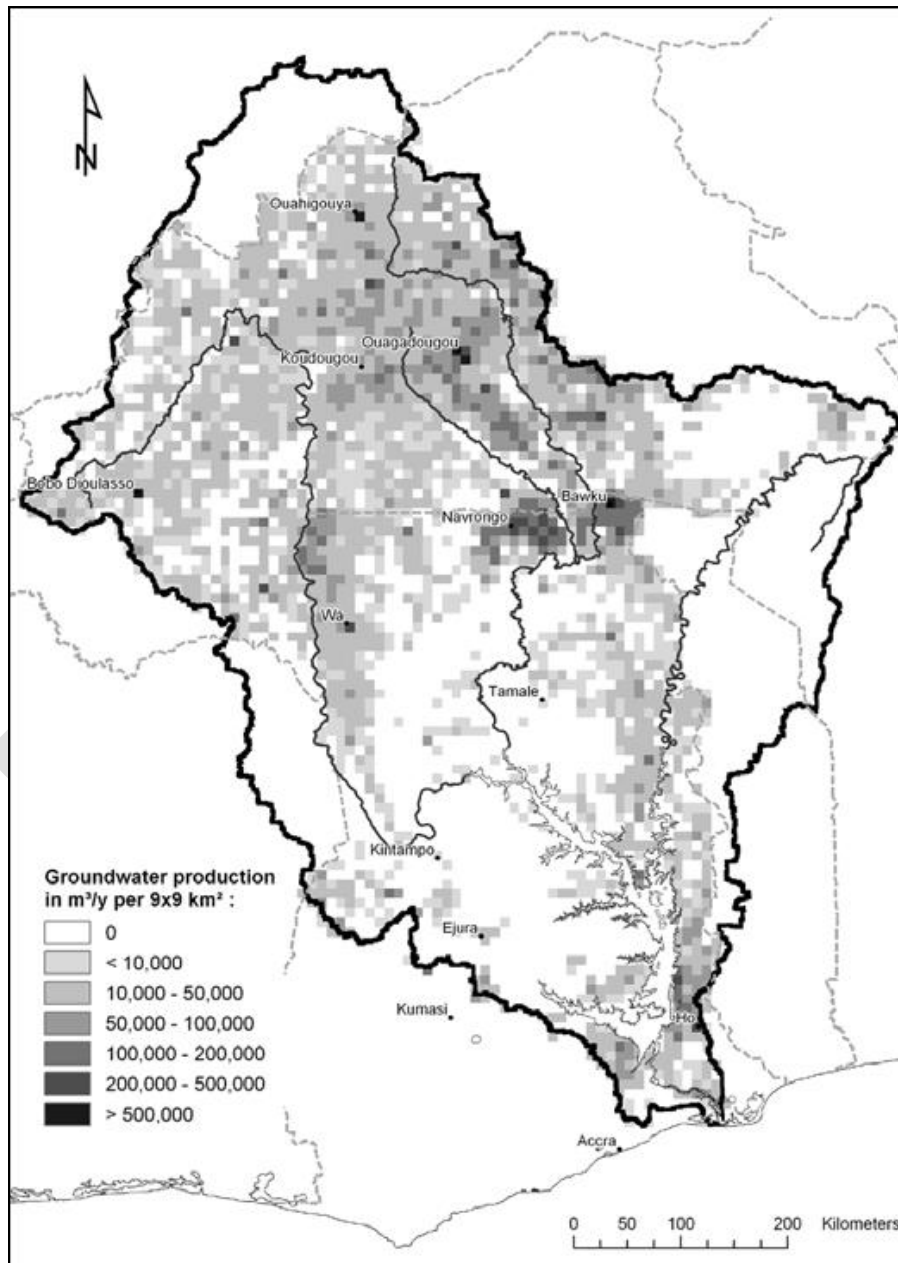 N
Ouahigouya
Ouagadougou
Koudougou
Bobo Dioulasso
Bawku
Navrongo
Wa
Tamale
Kintampo
Groundwater production
in m³/y per 9x9 km² :
0
< 10,000
10,000 - 50,000
50,000 - 100,000
100,000 - 200,000
200,000 - 500,000
> 500,000
Ejura
Kumasi
Ho
Accra
0 50 100 200 Kilometers